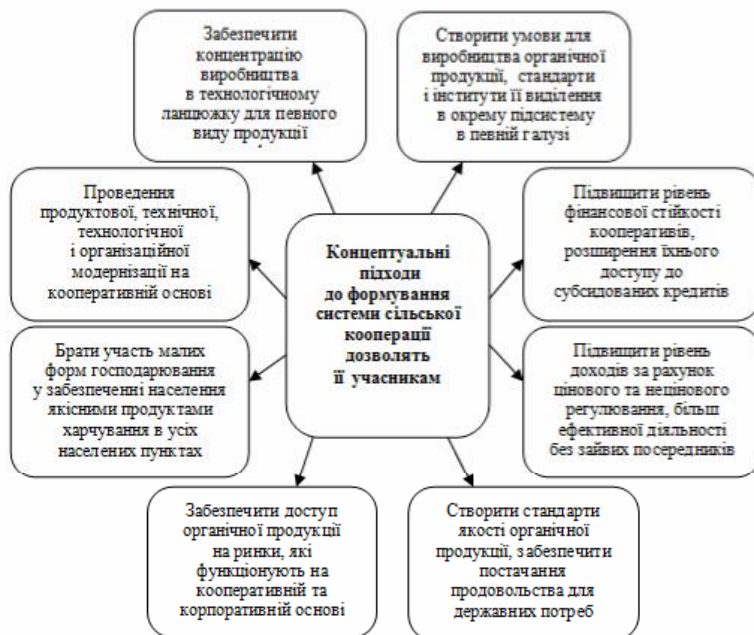 Забезпечити
концентрацію
виробництва
в технологічному
ланцюжку для певного
виду продукції
Створити умови для
виробництва органічної
продукції, стандарти
і інститути її виділення
в окрему підсистему
в певній галузі
Проведення
продуктової, технічної,
технологічної
і організаційної
модернізації на
кооперативній основі
Концептуальні
підходи
до формування
системи сільської
кооперації
дозволять
її учасникам
Підвищити рівень
фінансової стійкості
кооперативів,
розширення їхнього
доступу до
субсидованих кредитів
Брати участь малих
форм господарювання
у забезпеченні населення
якісними продуктами
харчування в усіх
населених пунктах
Підвищити рівень
доходів за рахунок
цінового та нецінового
регулювання, більш
ефективної діяльності
без зайвих посередників
Забезпечити доступ
органічної продукції
на ринки, які
функціонують на
кооперативній та
корпоративній основі
Створити стандарти
якості органічної
продукції, забезпечити
постачання
продовольства для
державних потреб